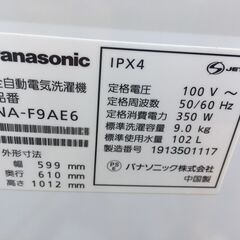 Panasonic
IPX4
JET
全自動電気洗濯機
品番
NA-F9AE6
外形寸法
幅 599 mm
奥行 610 mm
高さ 1012 mm
定格電圧 100 V~
定格周波数 50/60 Hz
定格消費電力 350 W
標準洗濯容量 9.0 kg
標準使用水量 102 L
製造番号 1913501117
PSE
パナソニック株式会社
中国製